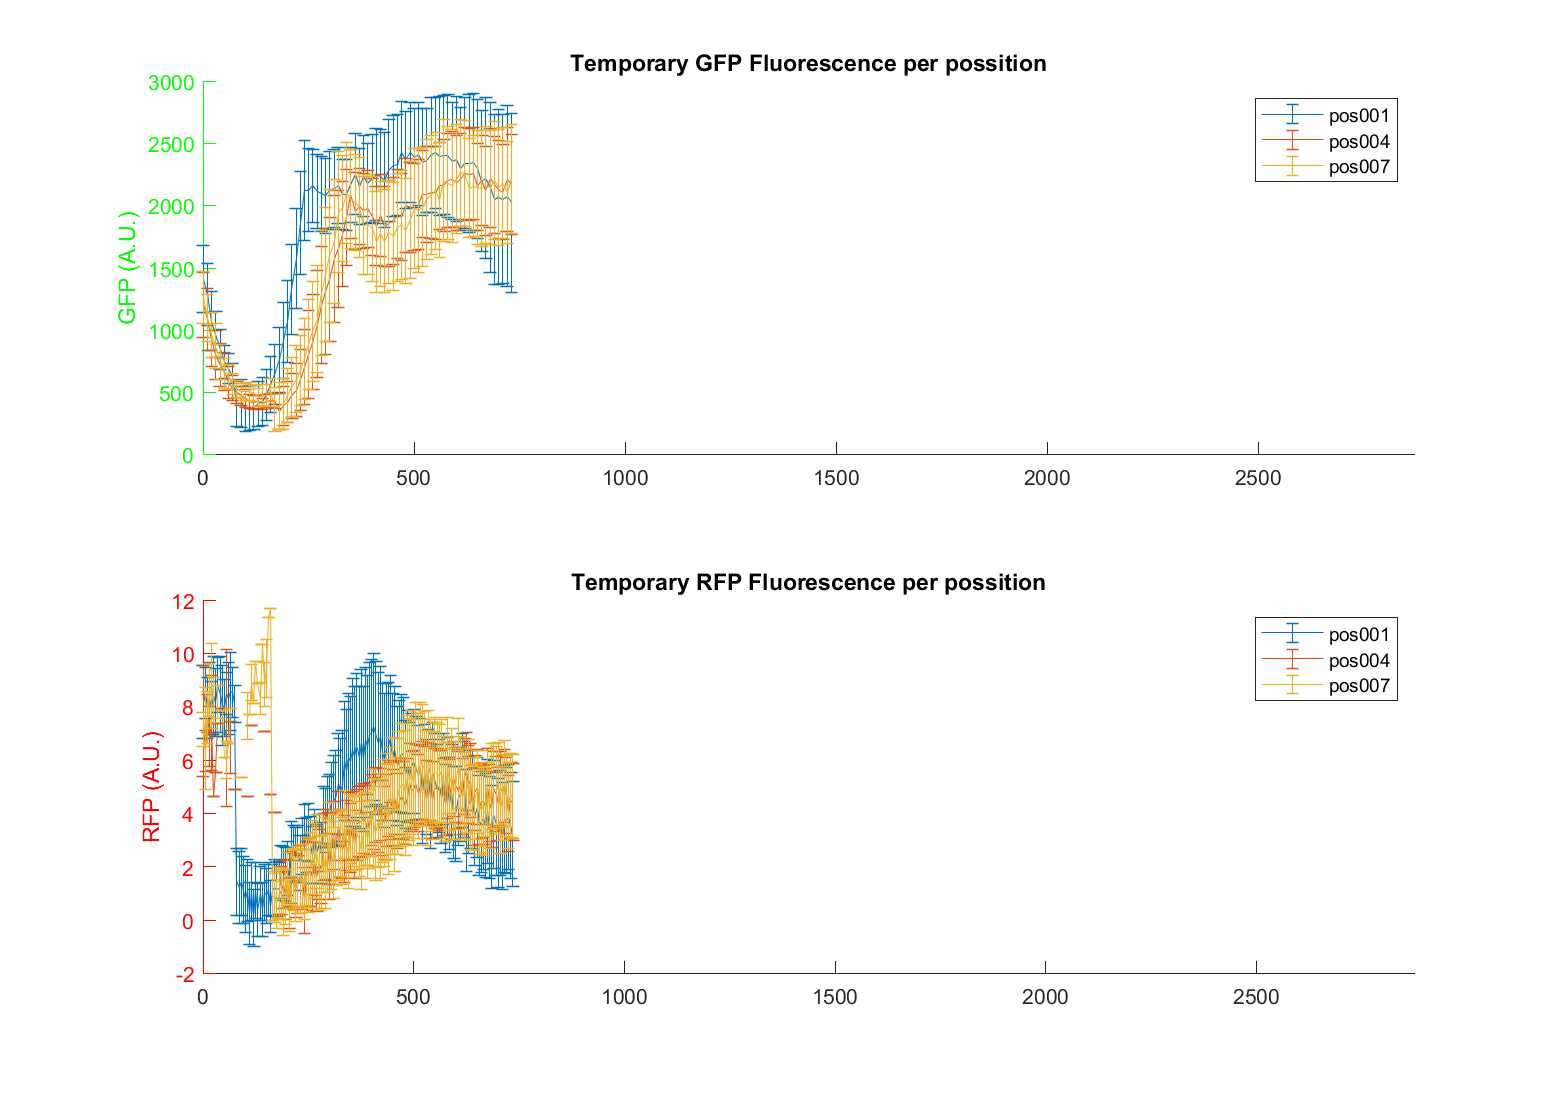 Temporary GFP Fluorescence per possition
3000
2500
2000
1500
1000
500
0
GFP (A.U.)
0 500 1000 1500 2000 2500
pos001
pos004
pos007
Temporary RFP Fluorescence per possition
12
10
8
6
4
2
0
-2
RFP (A.U.)
0 500 1000 1500 2000 2500
pos001
pos004
pos007